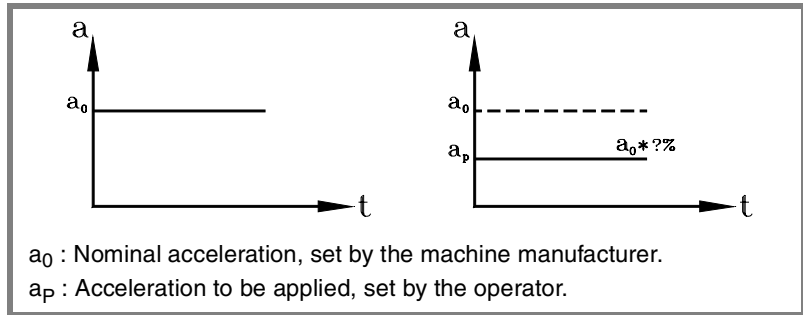 a
a
a₀
a₀
aₚ
a₀*?%
t
t
a₀ : Nominal acceleration, set by the machine manufacturer.
a_P : Acceleration to be applied, set by the operator.